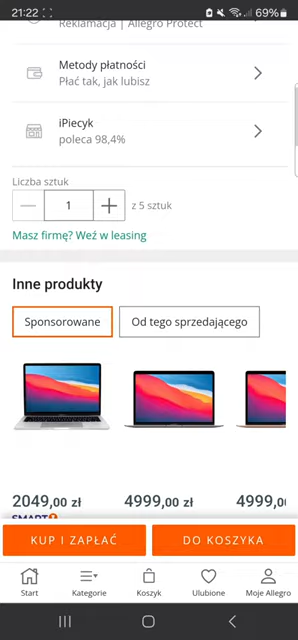 21:22
69%
Reklamacja | Allegro Protect
Metody płatności
Płać tak, jak lubisz
iPiecyk
poleca 98,4%
Liczba sztuk
1
z 5 sztuk
Masz firmę? Weź w leasing
Inne produkty
Sponsorowane
Od tego sprzedającego
2049,00 zł
4999,00 zł
4999,0
SMART
KUP I ZAPŁAĆ
DO KOSZYKA
Start
Kategorie
Koszyk
Ulubione
Moje Allegro